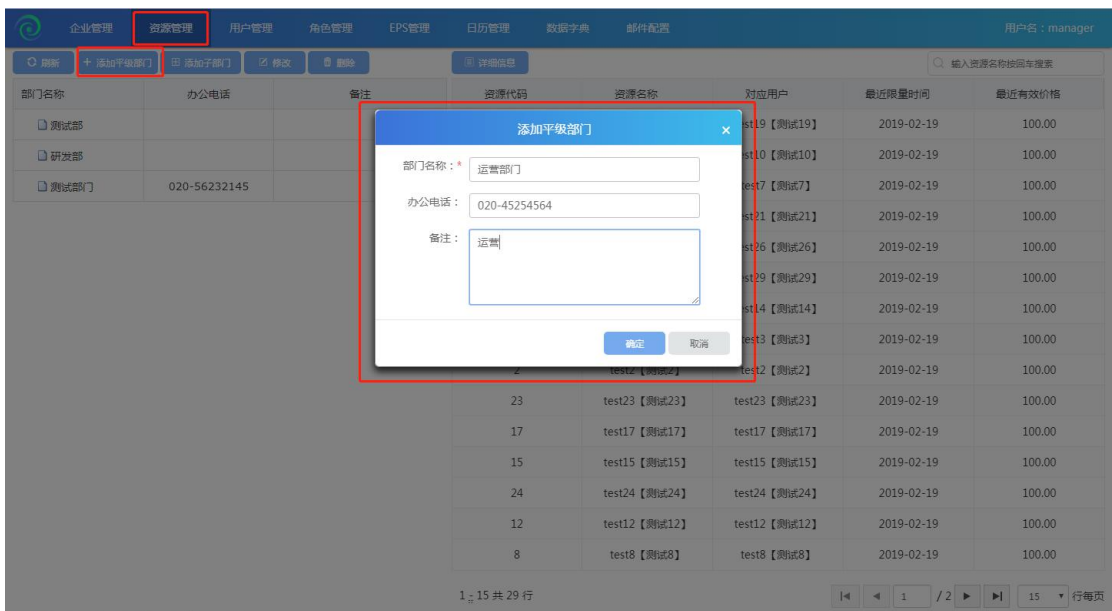 企业管理 资源管理 用户管理 角色管理 EPS管理 日历管理 数据字典 邮件配置 用户名：manager
刷新 添加平级部门 添加子部门 修改 删除 详细信息 输入资源名称按回车搜索
部门名称 办公电话 备注 资源代码 资源名称 对应用户 最近限量时间 最近有效价格
添加平级部门 ×
测试部 est19【测试19】 2019-02-19 100.00
研发部 est10【测试10】 2019-02-19 100.00
部门名称：* 运营部门
测试部门 020-56232145 test7【测试7】 2019-02-19 100.00
办公电话： 020-45254564
est21【测试21】 2019-02-19 100.00
备注： 运营
est26【测试26】 2019-02-19 100.00
est29【测试29】 2019-02-19 100.00
est14【测试14】 2019-02-19 100.00
确定 取消 test3【测试3】 2019-02-19 100.00
2 test2【测试2】 test2【测试2】 2019-02-19 100.00
23 test23【测试23】 test23【测试23】 2019-02-19 100.00
17 test17【测试17】 test17【测试17】 2019-02-19 100.00
15 test15【测试15】 test15【测试15】 2019-02-19 100.00
24 test24【测试24】 test24【测试24】 2019-02-19 100.00
12 test12【测试12】 test12【测试12】 2019-02-19 100.00
8 test8【测试8】 test8【测试8】 2019-02-19 100.00
1 - 15 共 29 行 1 / 2 15 行每页